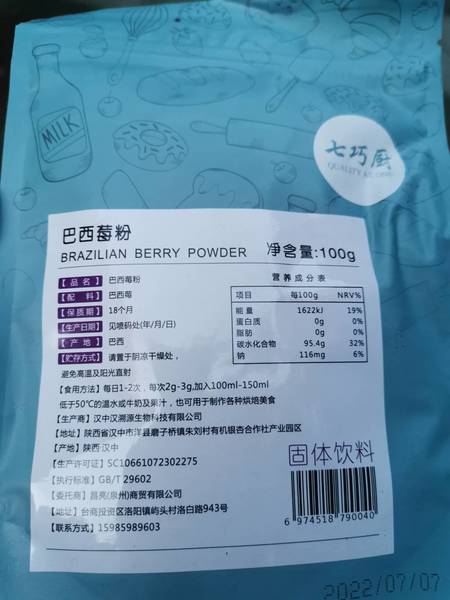 MILK
七巧厨
巴西莓粉
BRAZILIAN BERRY POWDER
净含量:100g
【品 名】 巴西莓粉
【配 料】 巴西莓
【保质期】 18个月
【生产日期】 见喷码处(年/月/日)
【产 地】 巴西
【贮存方式】 请置于阴凉干燥处，
避免高温及阳光直射
营 养 成 分 表
项目 每100g NRV%
能 量 1622kJ 19%
蛋白质 0g 0%
脂肪 0g 0%
碳水化合物 95.4g 32%
钠 116mg 6%
【食用方法】每日1-2次，每次2g-3g,加入100ml-150ml
低于50℃的温水或牛奶及果汁，也可用于制作各种烘焙美食
【生产商】汉中汉溯源生物科技有限公司
【地址】陕西省汉中市洋县磨子桥镇朱刘村有机银杏合作社产业园区
【产地】陕西 汉中
【生产许可证】SC10661072302275
【执行标准】GB/T 29602
【委托商】昌亮(泉州)商贸有限公司
【地址】台商投资区洛阳镇屿头村洛白路943号
【联系方式】15985989603
固体饮料
6 974518 790040
2022/07/07